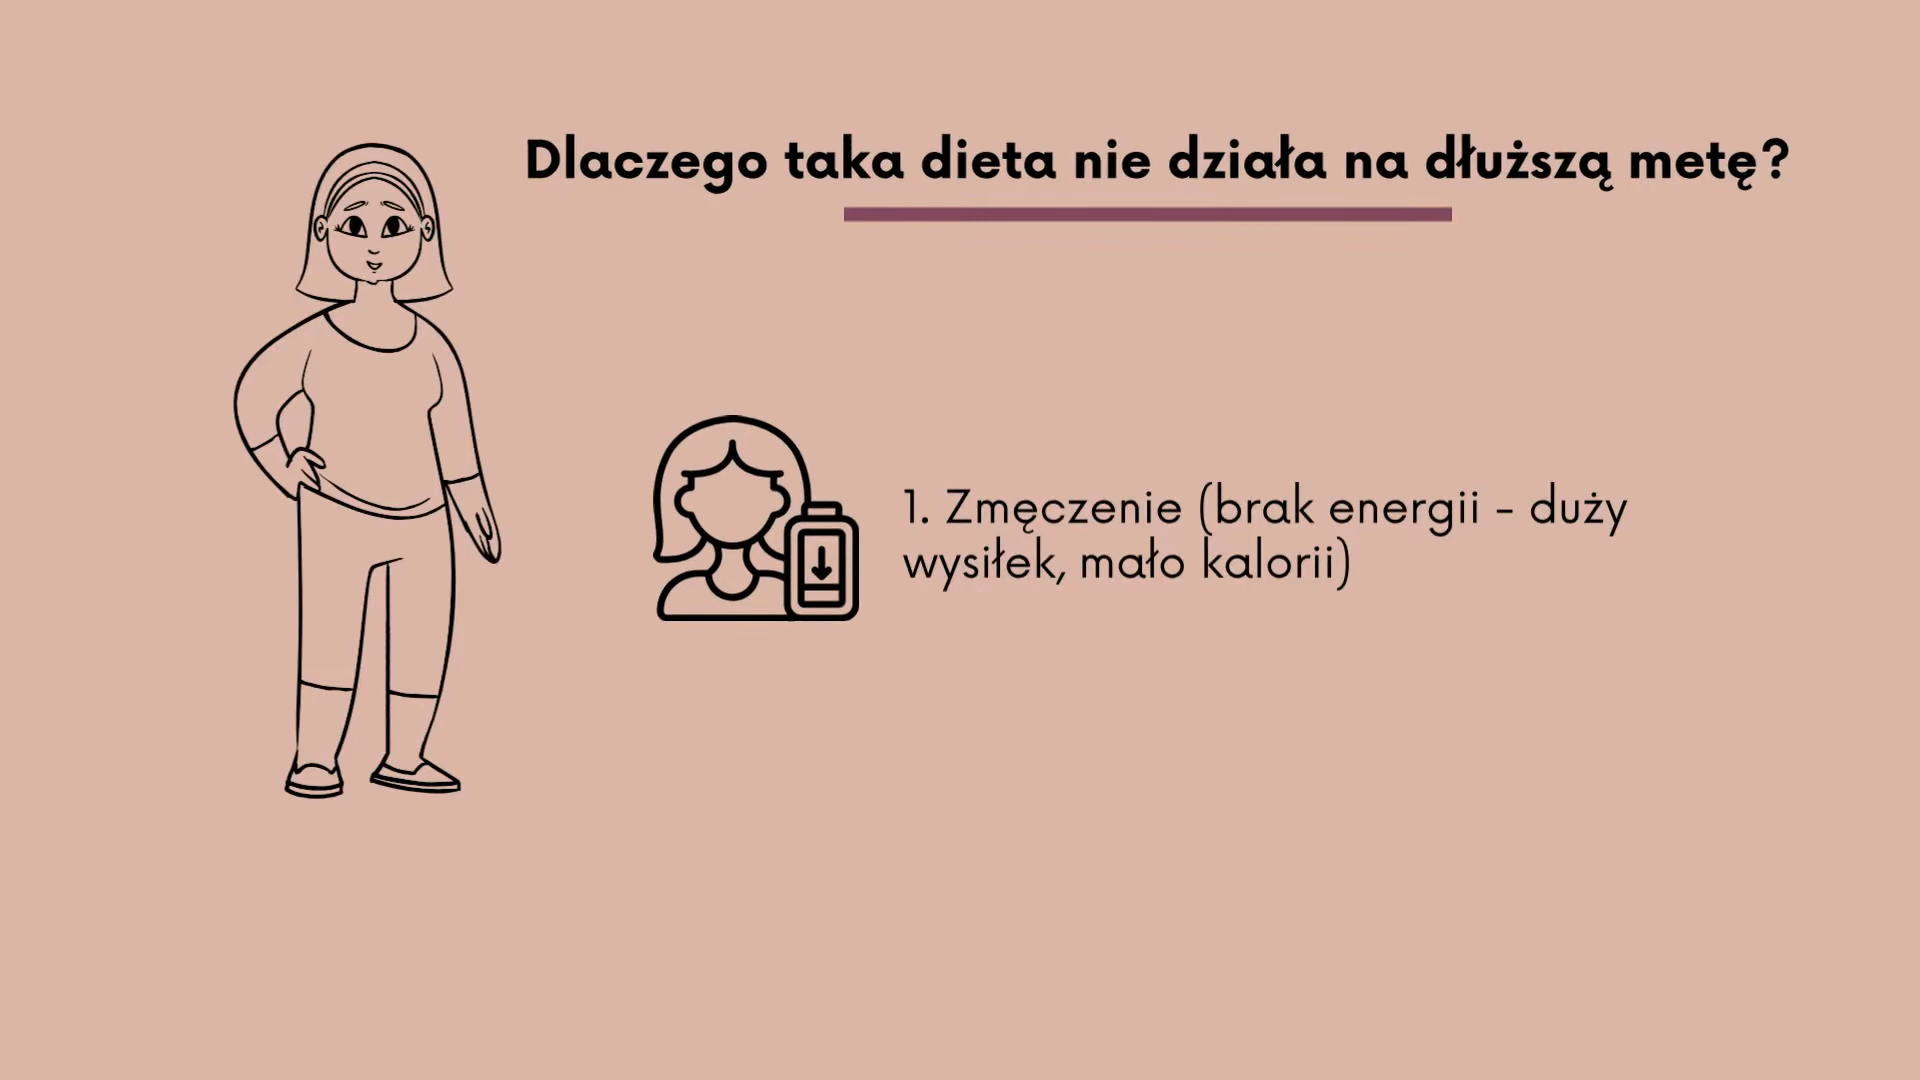 Dlaczego taka dieta nie działa na dłuższą metę?
1. Zmęczenie (brak energii - duży
wysiłek, mało kalorii)